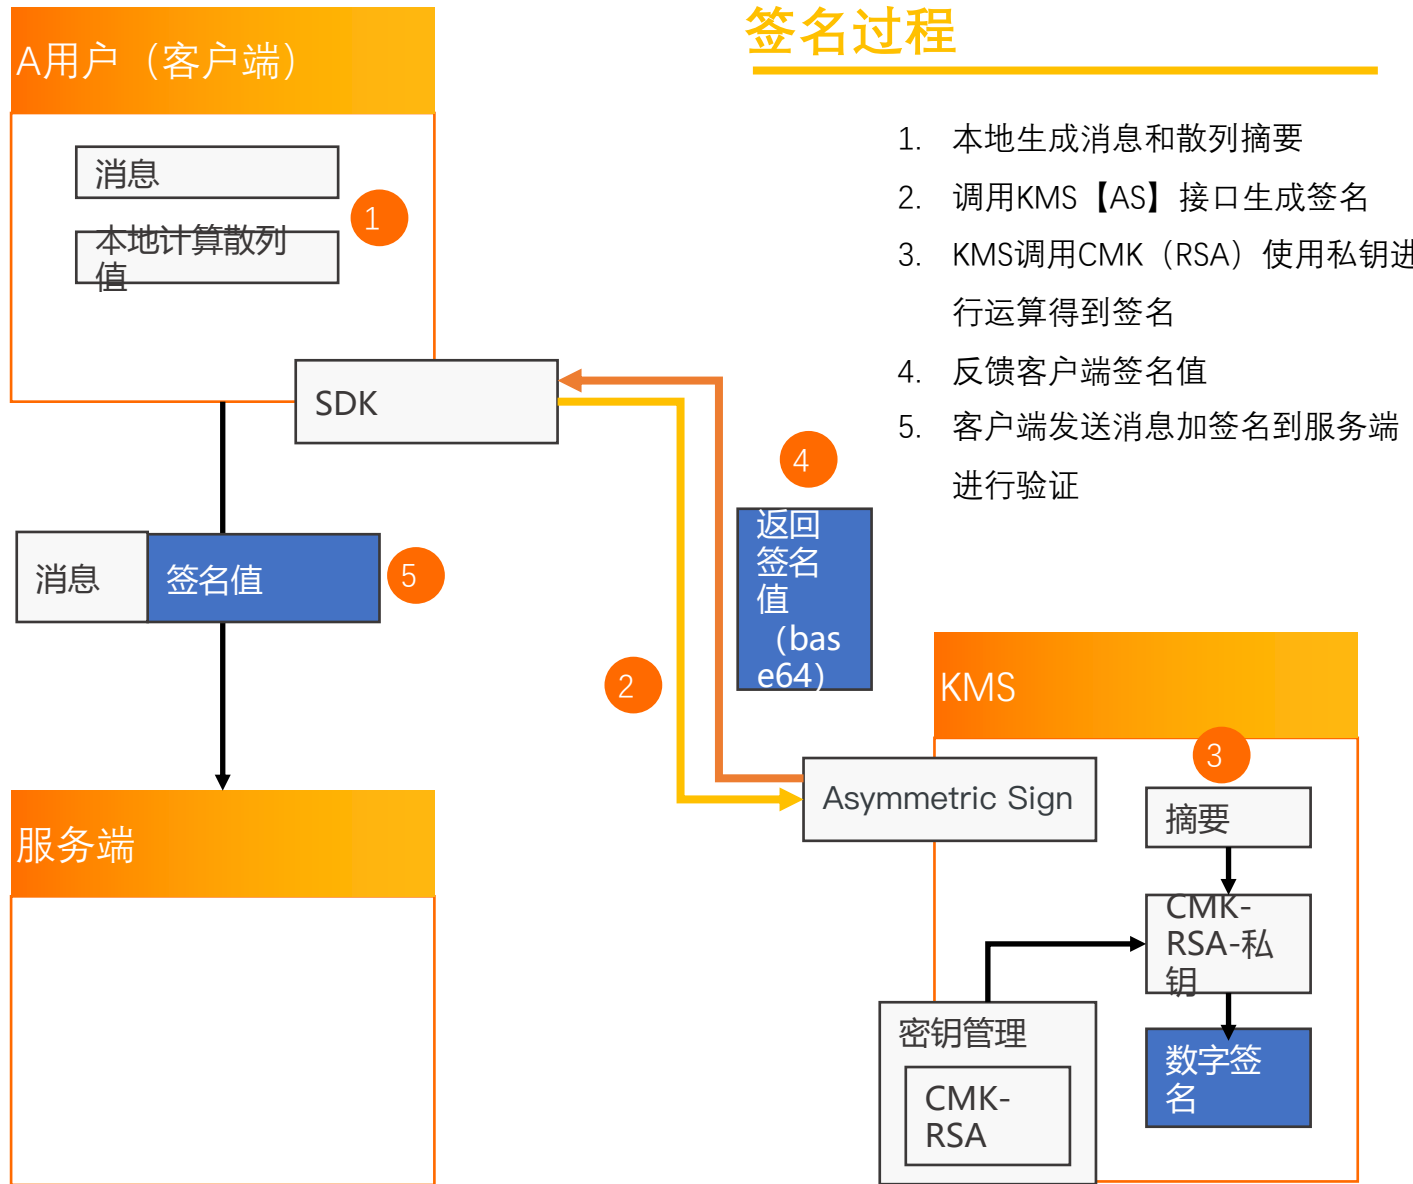 签名过程
A用户（客户端）
消息
1
本地计算散列
值
SDK
1. 本地生成消息和散列摘要
2. 调用KMS【AS】接口生成签名
3. KMS调用CMK（RSA）使用私钥进
行运算得到签名
4. 反馈客户端签名值
5. 客户端发送消息加签名到服务端
进行验证
4
返回
签名
值
（bas
e64）
消息
签名值
5
2
KMS
3
Asymmetric Sign
摘要
CMK-
RSA-私
钥
数字签
名
密钥管理
CMK-
RSA
服务端